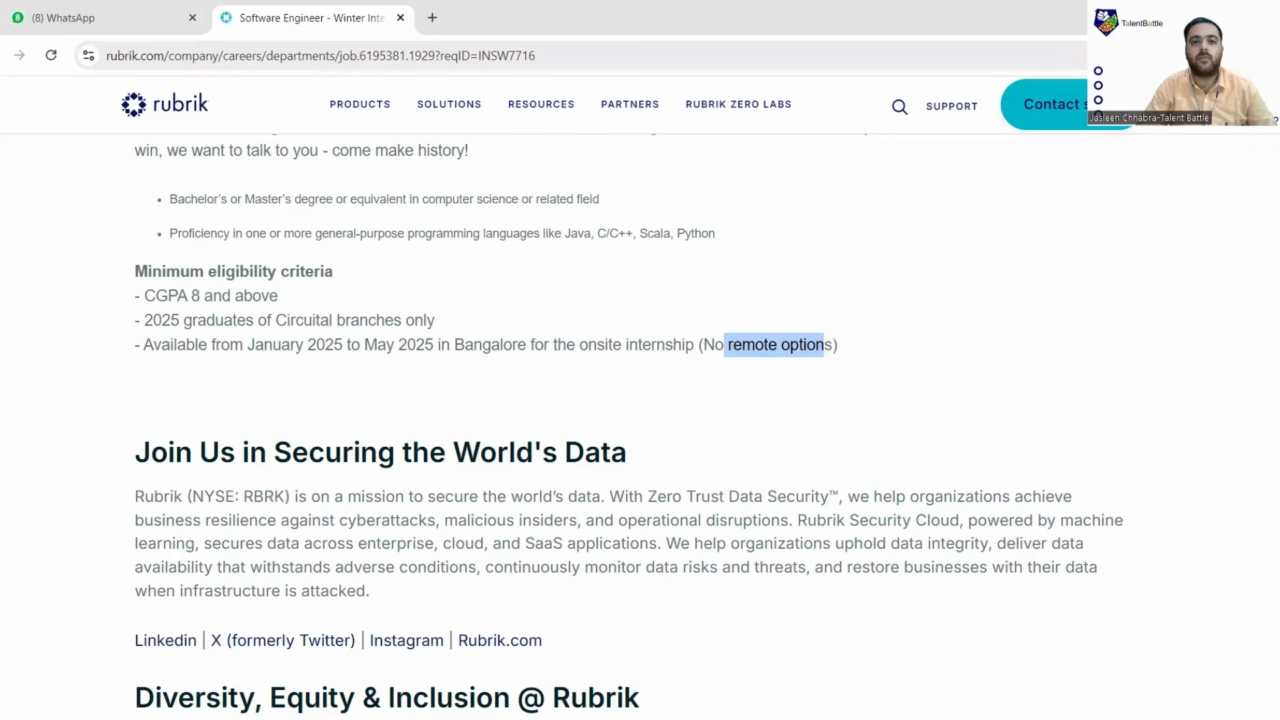 (8) WhatsApp
Software Engineer - Winter Inte
rubrik.com/company/careers/departments/job.6195381.1929?reqID=INSW7716
TalentBattle
Jasleen Chhabra-Talent Battle
rubrik
PRODUCTS SOLUTIONS RESOURCES PARTNERS RUBRIK ZERO LABS SUPPORT Contact
win, we want to talk to you - come make history!
• Bachelor’s or Master’s degree or equivalent in computer science or related field
• Proficiency in one or more general-purpose programming languages like Java, C/C++, Scala, Python
Minimum eligibility criteria
- CGPA 8 and above
- 2025 graduates of Circuital branches only
- Available from January 2025 to May 2025 in Bangalore for the onsite internship (No remote options)
Join Us in Securing the World's Data
Rubrik (NYSE: RBRK) is on a mission to secure the world’s data. With Zero Trust Data Security™, we help organizations achieve
business resilience against cyberattacks, malicious insiders, and operational disruptions. Rubrik Security Cloud, powered by machine
learning, secures data across enterprise, cloud, and SaaS applications. We help organizations uphold data integrity, deliver data
availability that withstands adverse conditions, continuously monitor data risks and threats, and restore businesses with their data
when infrastructure is attacked.
Linkedin | X (formerly Twitter) | Instagram | Rubrik.com
Diversity, Equity & Inclusion @ Rubrik